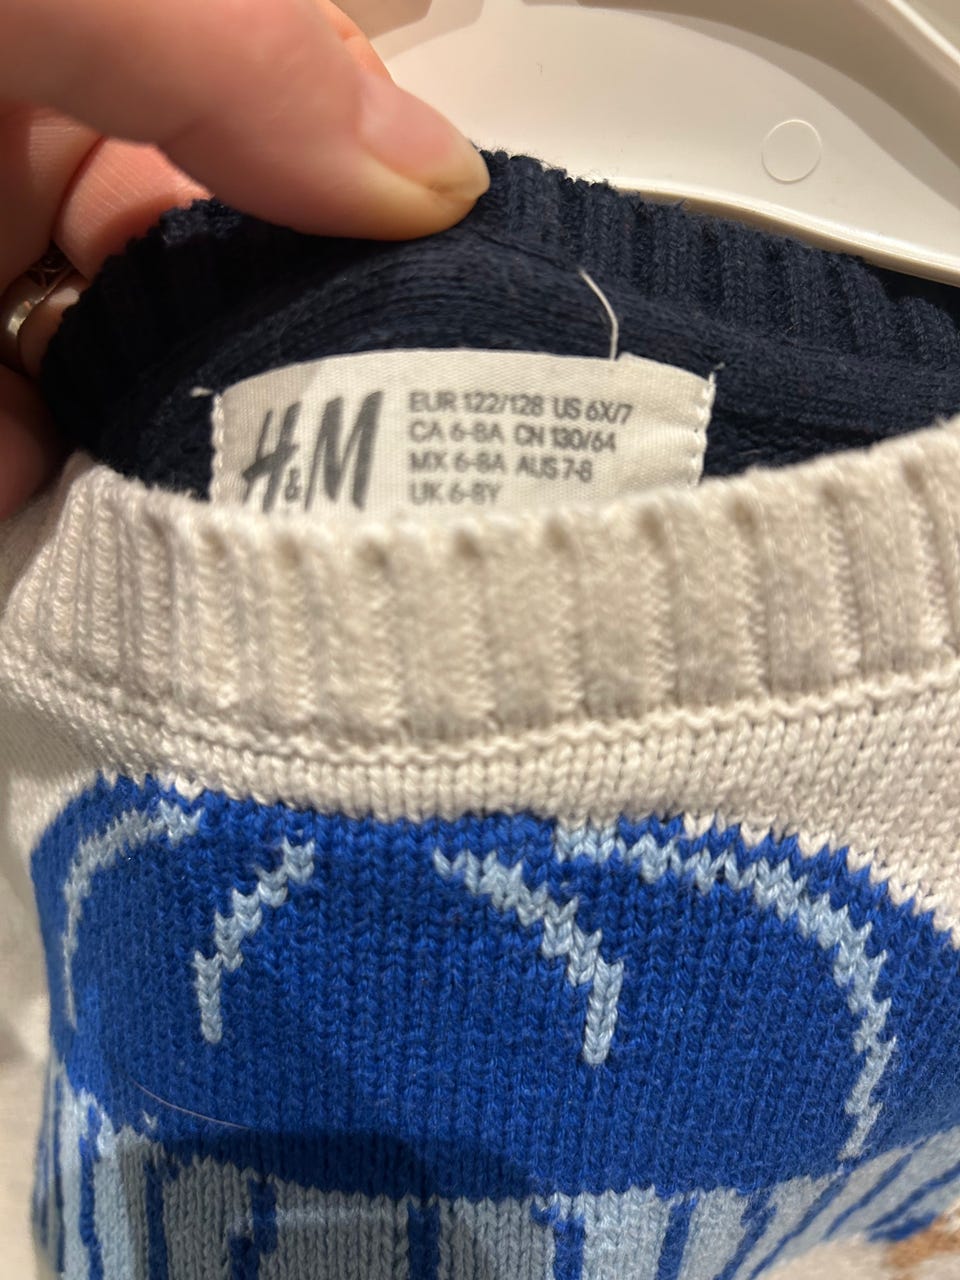 H&M
EUR 122/128 US 6X/7
CA 6-8A CN 130/64
MX 6-8A AUS 7-8
UK 6-8Y